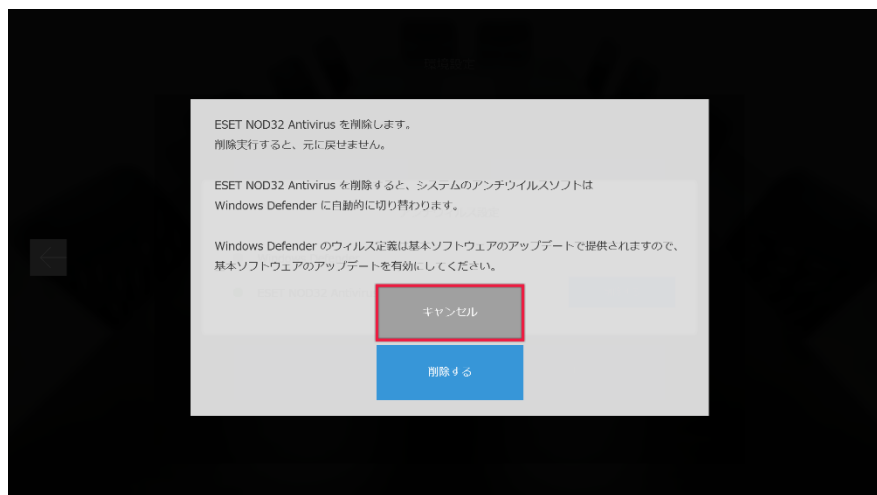 ESET NOD32 Antivirus を削除します。
削除実行すると、元に戻せません。
ESET NOD32 Antivirus を削除すると、システムのアンチウイルスソフトは
Windows Defender に自動的に切り替わります。
Windows Defender のウィルス定義は基本ソフトウェアのアップデートで提供されますので、
基本ソフトウェアのアップデートを有効にしてください。
ESET NOD32 Antivirus
キャンセル
削除する